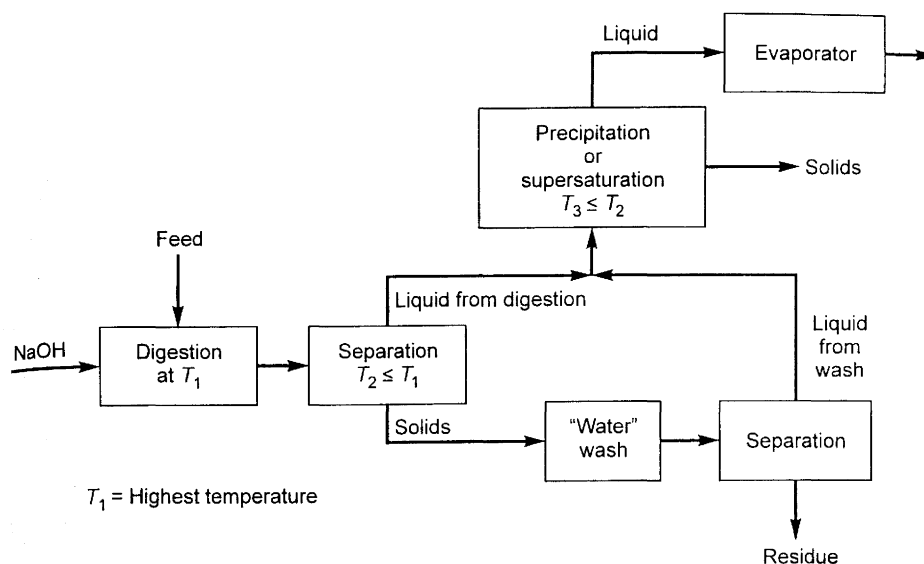 Liquid
Evaporator
Precipitation
or
supersaturation
T3 ≤ T2
Solids
Feed
NaOH
Digestion
at T1
Separation
T2 ≤ T1
Liquid from digestion
Liquid
from
wash
Solids
“Water”
wash
Separation
T1 = Highest temperature
Residue